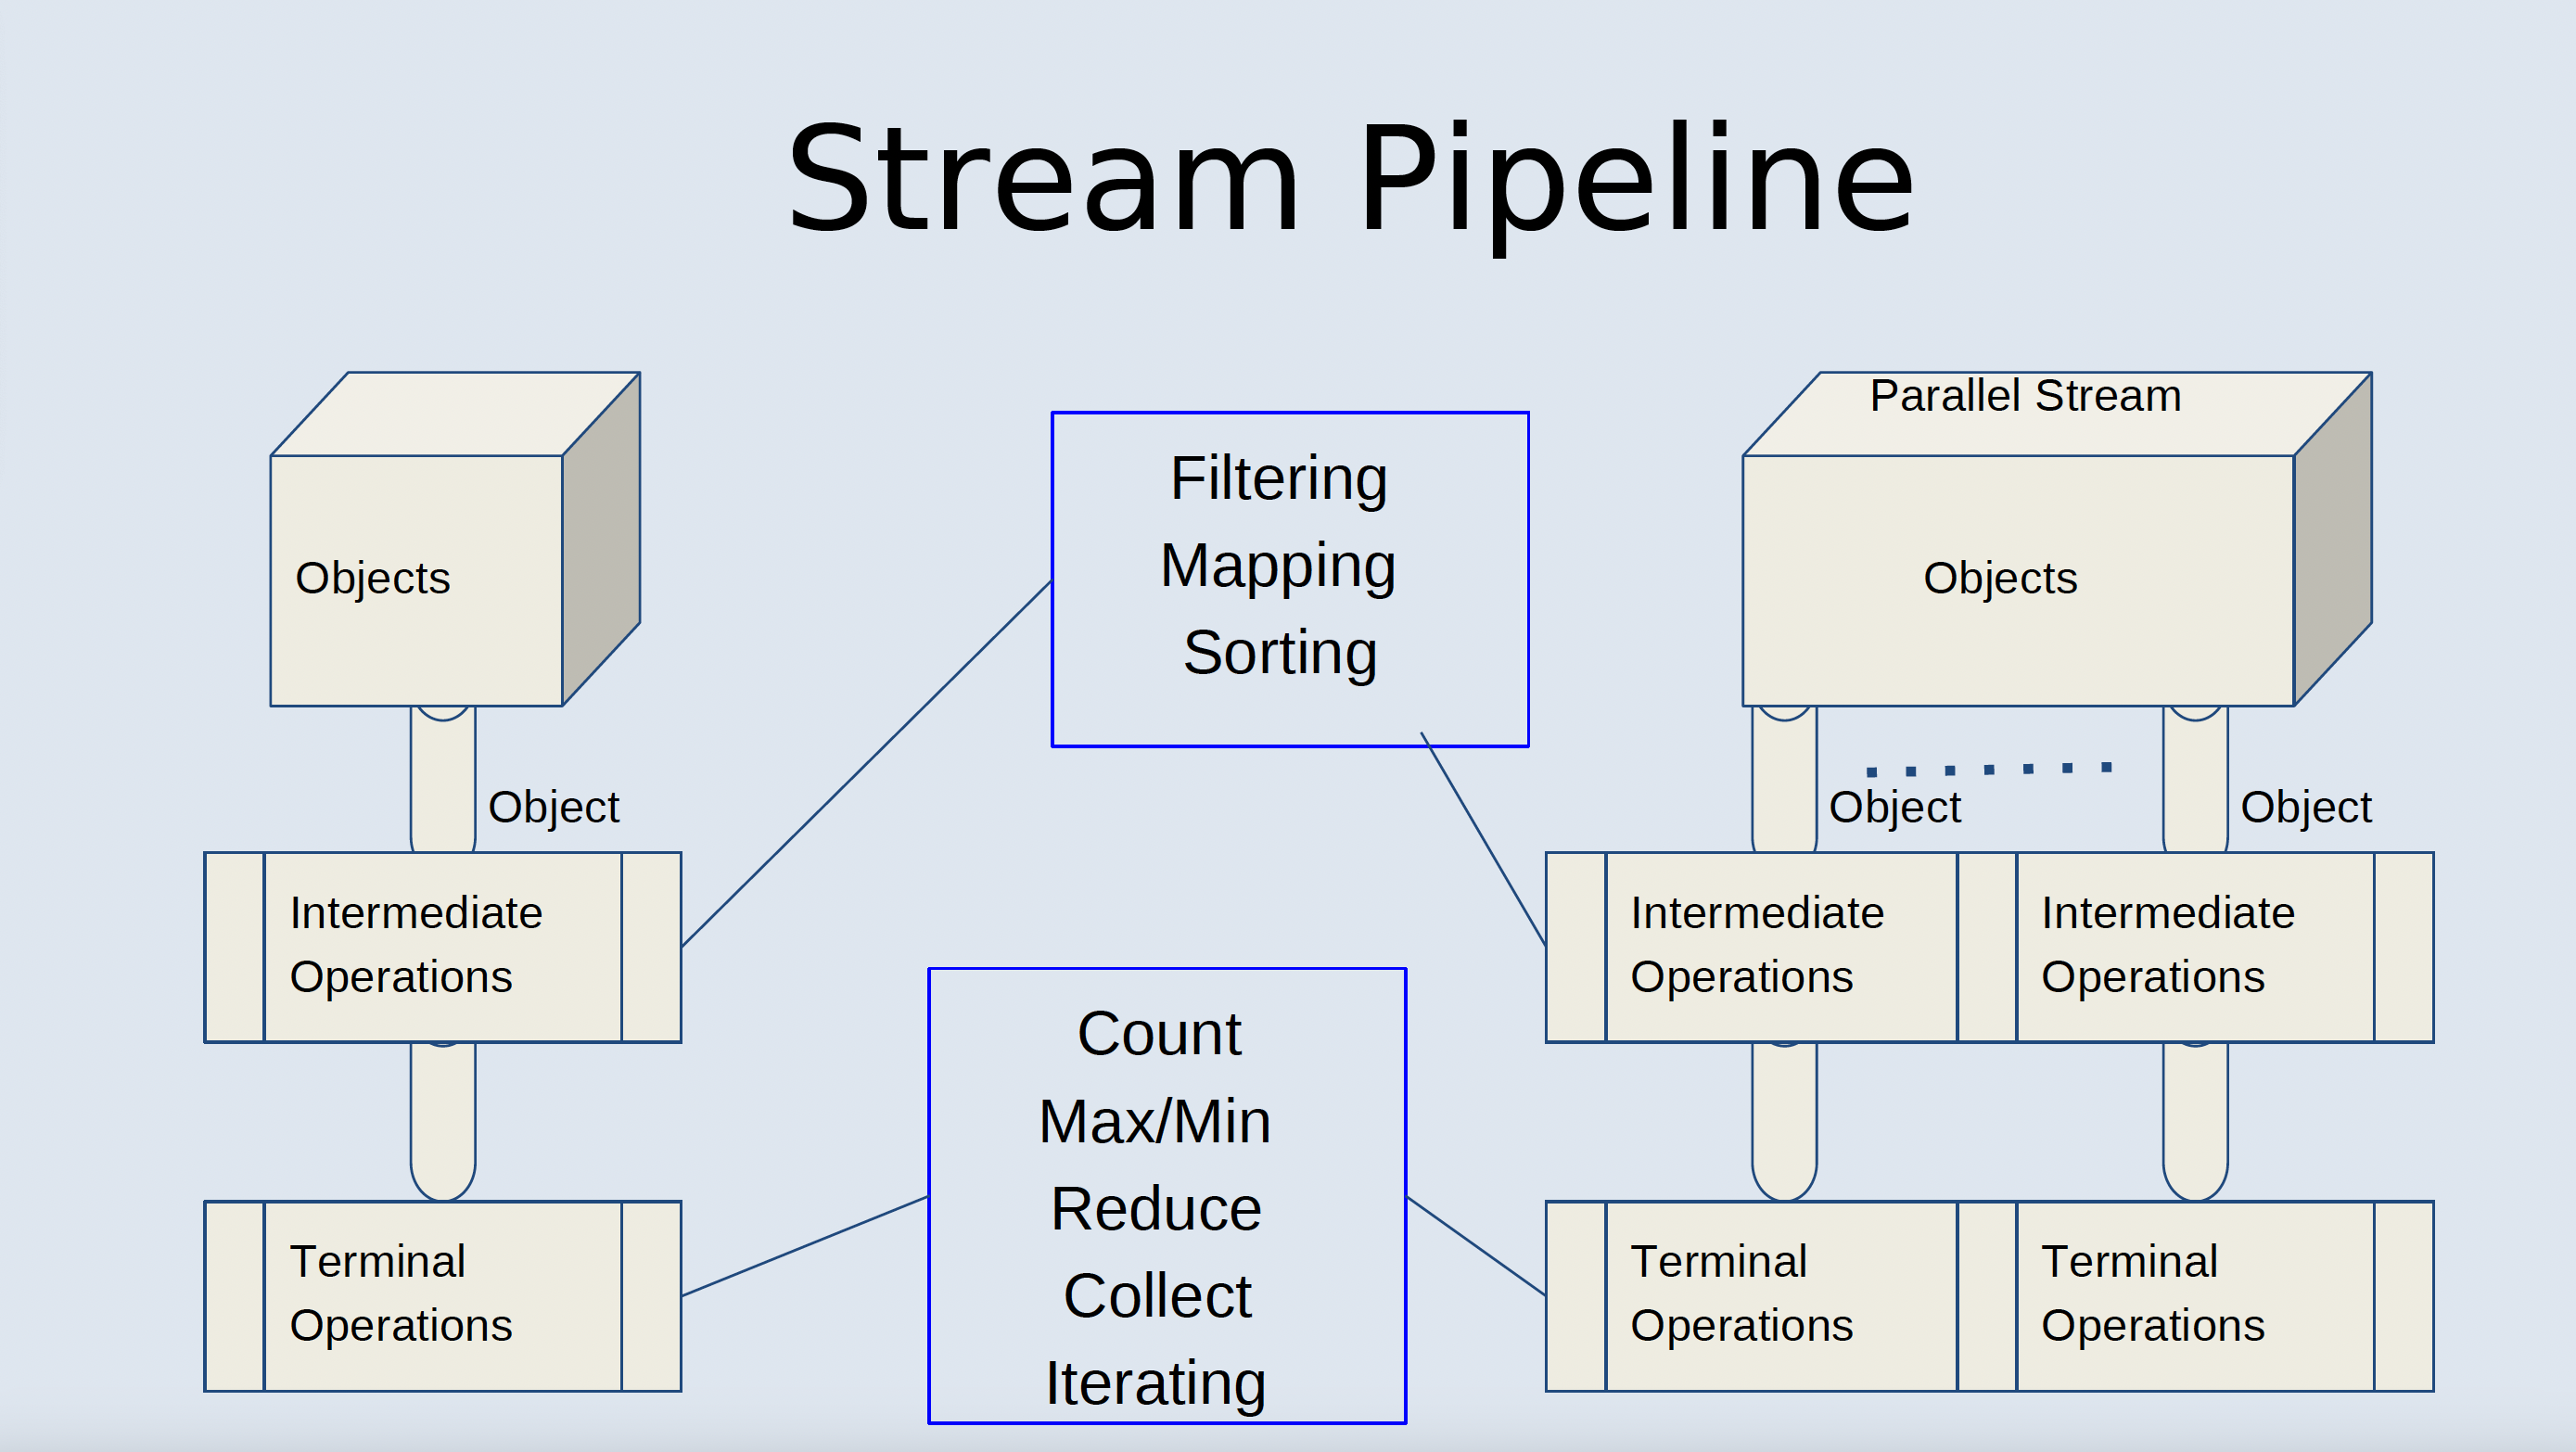 Stream Pipeline
Objects
Object
Intermediate
Operations
Terminal
Operations
Filtering
Mapping
Sorting
Count
Max/Min
Reduce
Collect
Iterating
Parallel Stream
Objects
Object
Object
Intermediate
Operations
Intermediate
Operations
Terminal
Operations
Terminal
Operations